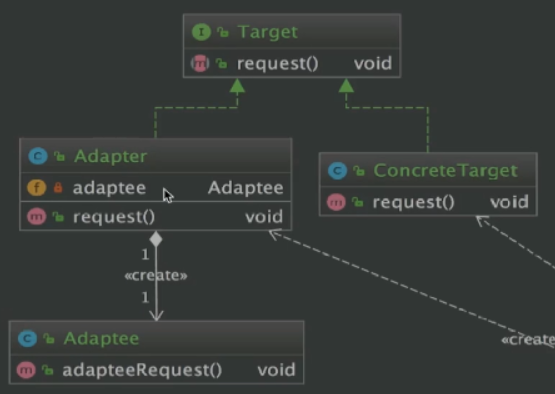 I Target
m request() void
C Adapter
f adaptee Adaptee
m request() void
C ConcreteTarget
m request() void
1
«create»
1
C Adaptee
m adapteeRequest() void
«create